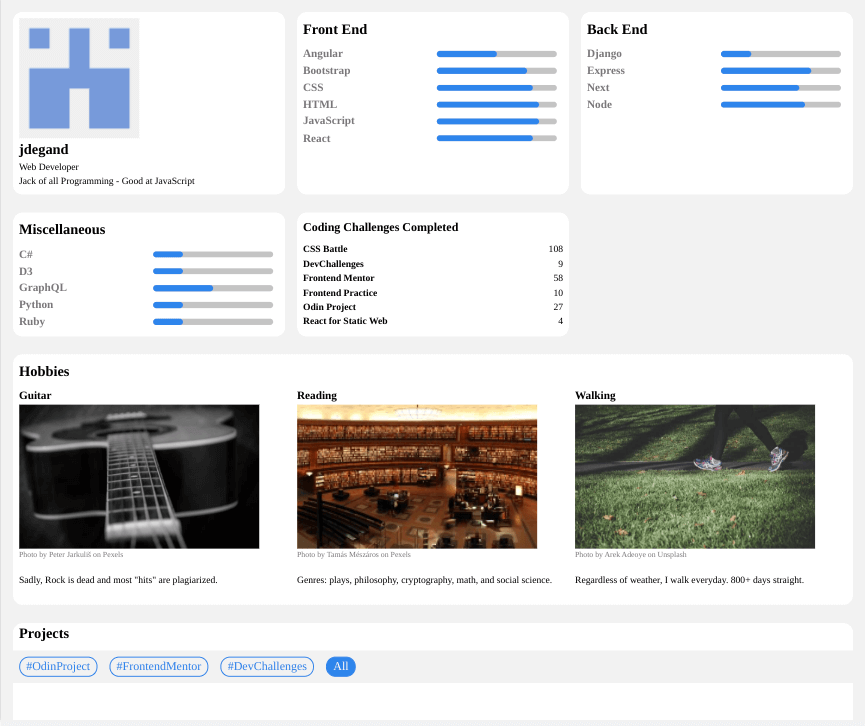 jdegand
Web Developer
Jack of all Programming - Good at JavaScript
Front End
Angular
Bootstrap
CSS
HTML
JavaScript
React
Back End
Django
Express
Next
Node
Miscellaneous
C#
D3
GraphQL
Python
Ruby
Coding Challenges Completed
CSS Battle 108
DevChallenges 9
Frontend Mentor 58
Frontend Practice 10
Odin Project 27
React for Static Web 4
Hobbies
Guitar
Photo by Peter Jarkuliš on Pexels
Sadly, Rock is dead and most "hits" are plagiarized.
Reading
Photo by Tamás Mészáros on Pexels
Genres: plays, philosophy, cryptography, math, and social science.
Walking
Photo by Arek Adeoye on Unsplash
Regardless of weather, I walk everyday. 800+ days straight.
Projects
#OdinProject #FrontendMentor #DevChallenges All